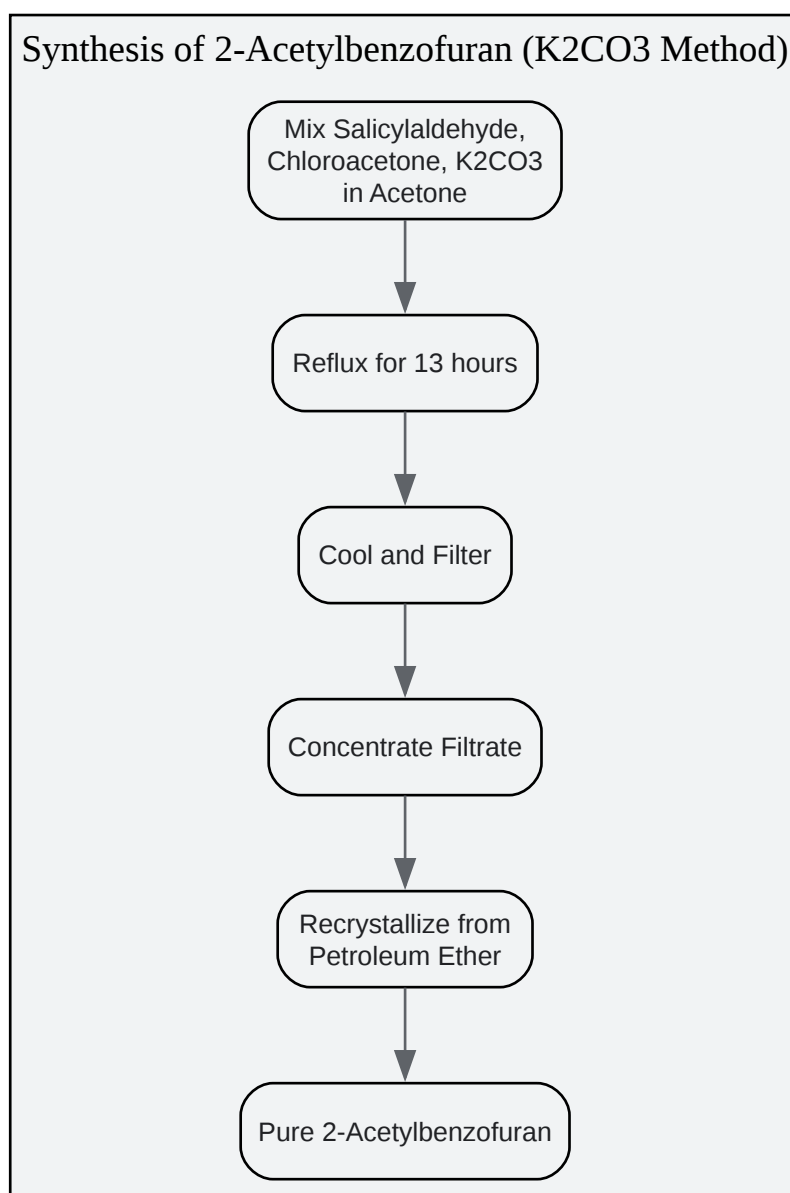 Synthesis of 2-Acetylbenzofuran (K2CO3 Method)
Mix Salicylaldehyde,
Chloroacetone, K2CO3
in Acetone
Reflux for 13 hours
Cool and Filter
Concentrate Filtrate
Recrystallize from
Petroleum Ether
Pure 2-Acetylbenzofuran